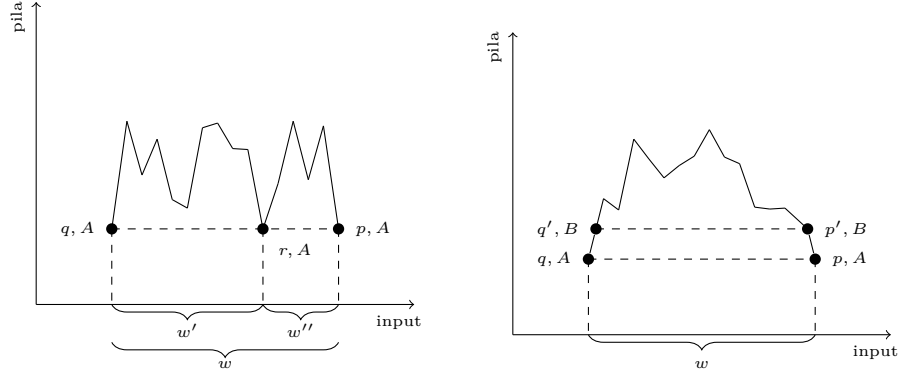 pila
q, A
p, A
r, A
input
w′
w′′
w
pila
q′, B
p′, B
q, A
p, A
input
w